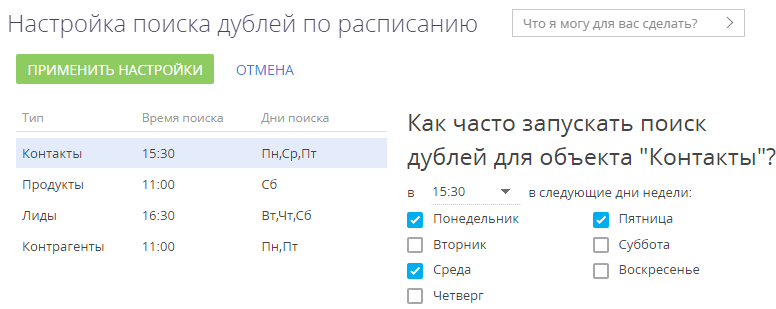 Настройка поиска дублей по расписанию
Что я могу для вас сделать?
ПРИМЕНИТЬ НАСТРОЙКИ ОТМЕНА
Тип Время поиска Дни поиска
Контакты 15:30 Пн,Ср,Пт
Продукты 11:00 Сб
Лиды 16:30 Вт,Чт,Сб
Контрагенты 11:00 Пн,Пт
Как часто запускать поиск
дублей для объекта "Контакты"?
в 15:30 в следующие дни недели:
Понедельник Пятница
Вторник Суббота
Среда Воскресенье
Четверг